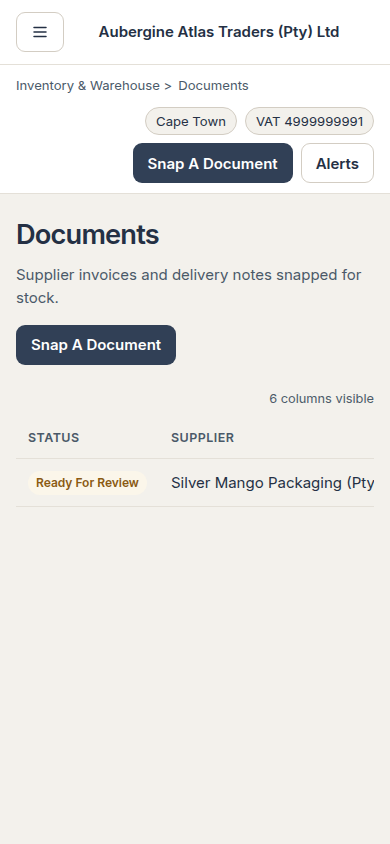 Aubergine Atlas Traders (Pty) Ltd
Inventory & Warehouse > Documents
Cape Town VAT 4999999991
Snap A Document Alerts
Documents
Supplier invoices and delivery notes snapped for
stock.
Snap A Document
6 columns visible
STATUS SUPPLIER
Ready For Review Silver Mango Packaging (Pty